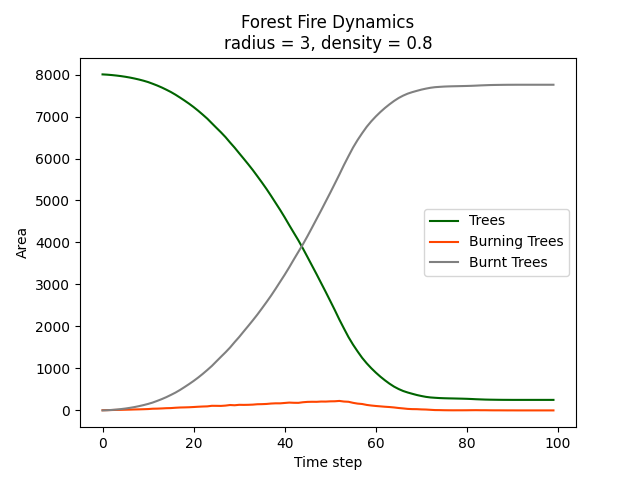 Forest Fire Dynamics
radius = 3, density = 0.8
8000
7000
6000
5000
4000
3000
2000
1000
0
Area
Trees
Burning Trees
Burnt Trees
0 20 40 60 80 100
Time step